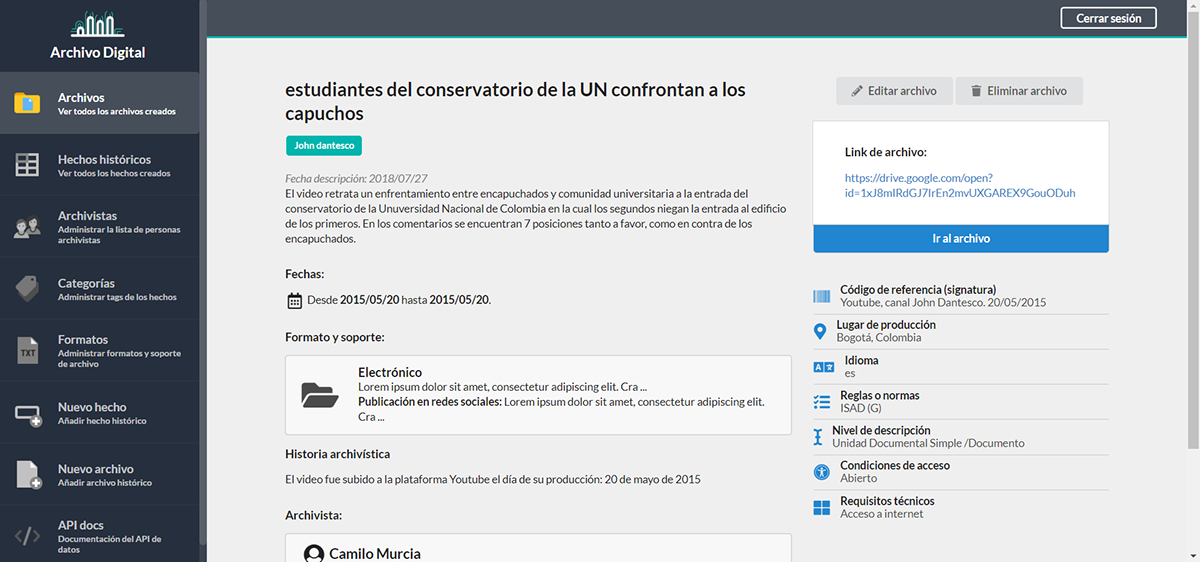 Archivo Digital
Archivos
Ver todos los archivos creados
Hechos históricos
Ver todos los hechos creados
Archivistas
Administrar la lista de personas
archivistas
Categorías
Administrar tags de los hechos
TXT
Formatos
Administrar formatos y soporte
de archivo
Nuevo hecho
Añadir hecho histórico
Nuevo archivo
Añadir archivo histórico
API docs
Documentación del API de
datos
Cerrar sesión
estudiantes del conservatorio de la UN confrontan a los
capuchos
John dantesco
Fecha descripción: 2018/07/27
El video retrata un enfrentamiento entre encapuchados y comunidad universitaria a la entrada del
conservatorio de la Unuversidad Nacional de Colombia en la cual los segundos niegan la entrada al edificio
de los primeros. En los comentarios se encuentran 7 posiciones tanto a favor, como en contra de los
encapuchados.
Fechas:
Desde 2015/05/20 hasta 2015/05/20.
Formato y soporte:
Electrónico
Lorem ipsum dolor sit amet, consectetur adipiscing elit. Cra ...
Publicación en redes sociales: Lorem ipsum dolor sit amet, consectetur adipiscing elit.
Cra ...
Historia archivística
El video fue subido a la plataforma Youtube el día de su producción: 20 de mayo de 2015
Archivista:
Camilo Murcia
Editar archivo
Eliminar archivo
Link de archivo:
https://drive.google.com/open?
id=1xJ8mIRdGJ7IrEn2mvUXGAREX9GouODuh
Ir al archivo
Código de referencia (signatura)
Youtube, canal John Dantesco. 20/05/2015
Lugar de producción
Bogotá, Colombia
Idioma
es
Reglas o normas
ISAD (G)
Nivel de descripción
Unidad Documental Simple /Documento
Condiciones de acceso
Abierto
Requisitos técnicos
Acceso a internet